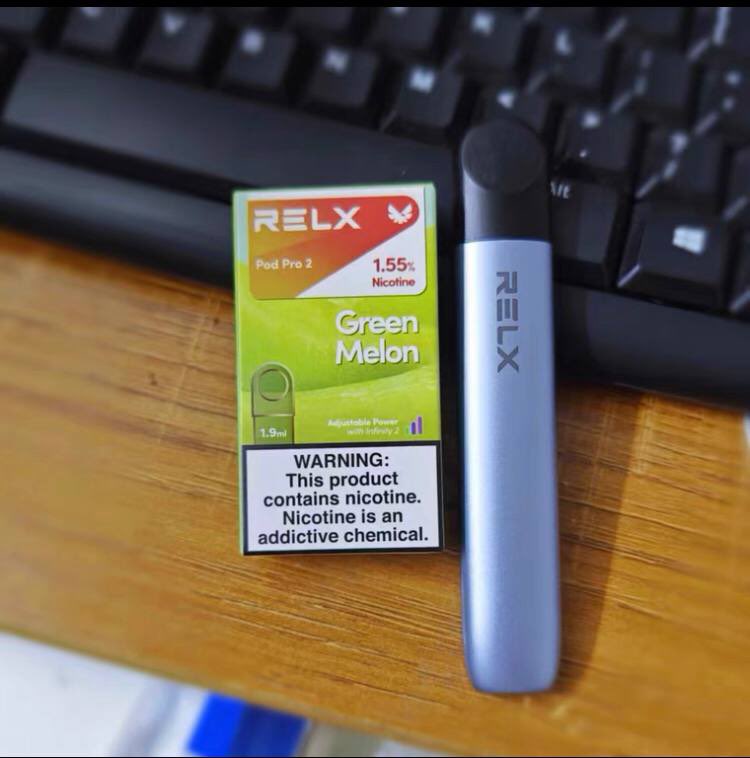 RELX
Pod Pro 2
1.55%
Nicotine
Green
Melon
1.9ml
Adjustable Power
with Infinity 2
WARNING:
This product
contains nicotine.
Nicotine is an
addictive chemical.
RELX
V
B
N
M
L
Alt